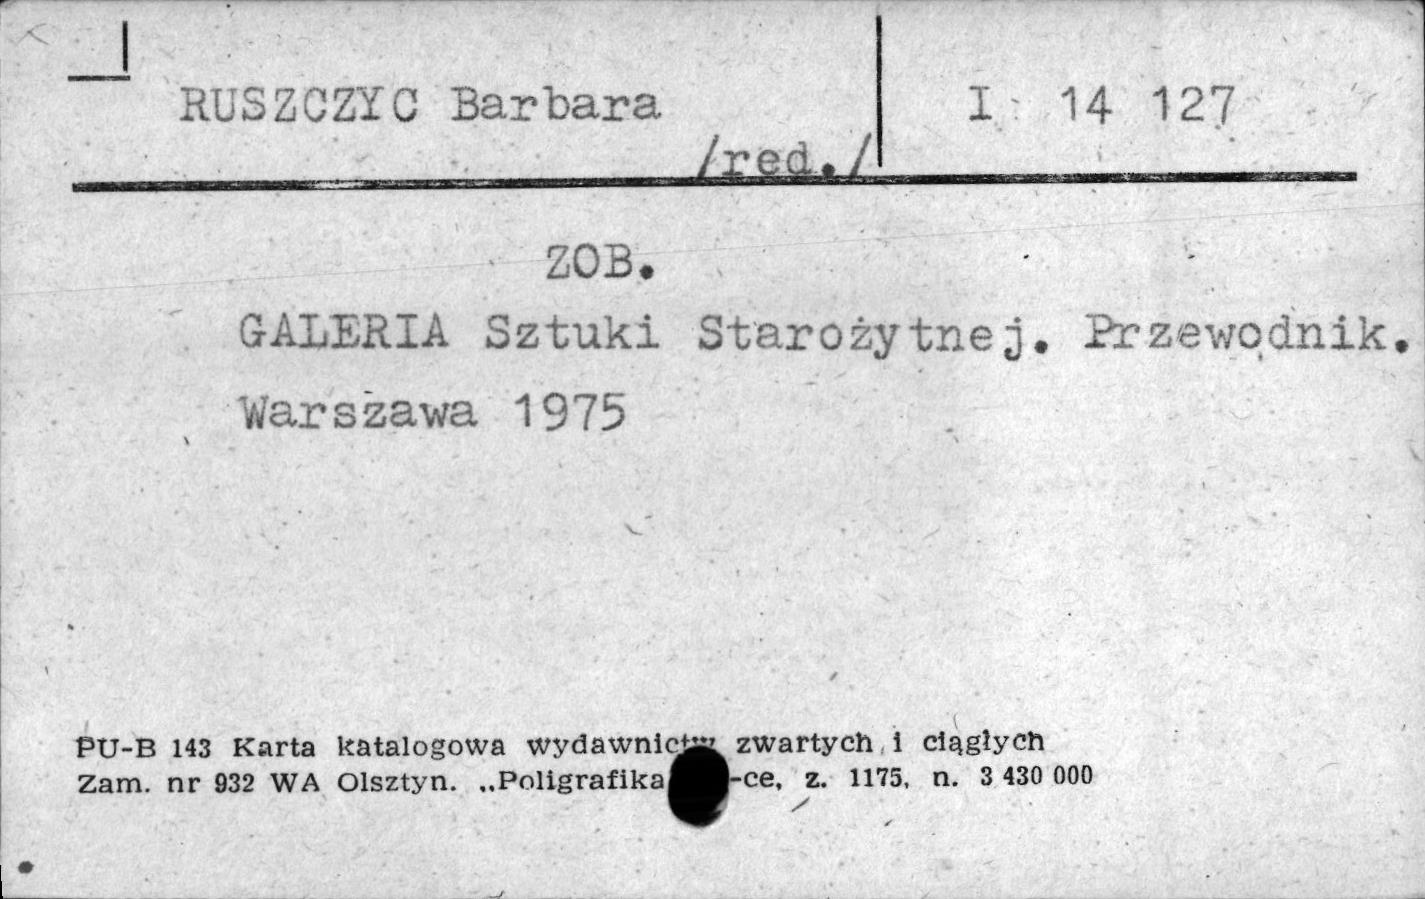 RUSZCZYC Barbara I 14 127
/red./
ZOB.
GALERIA Sztuki Starożytnej. Przewodnik.
Warszawa 1975
PU-B 143 Karta katalogowa wydawnictw zwartych i ciągłych
Zam. nr 932 WA Olsztyn. „Poligrafika -ce, z. 1175, n. 3 430 000